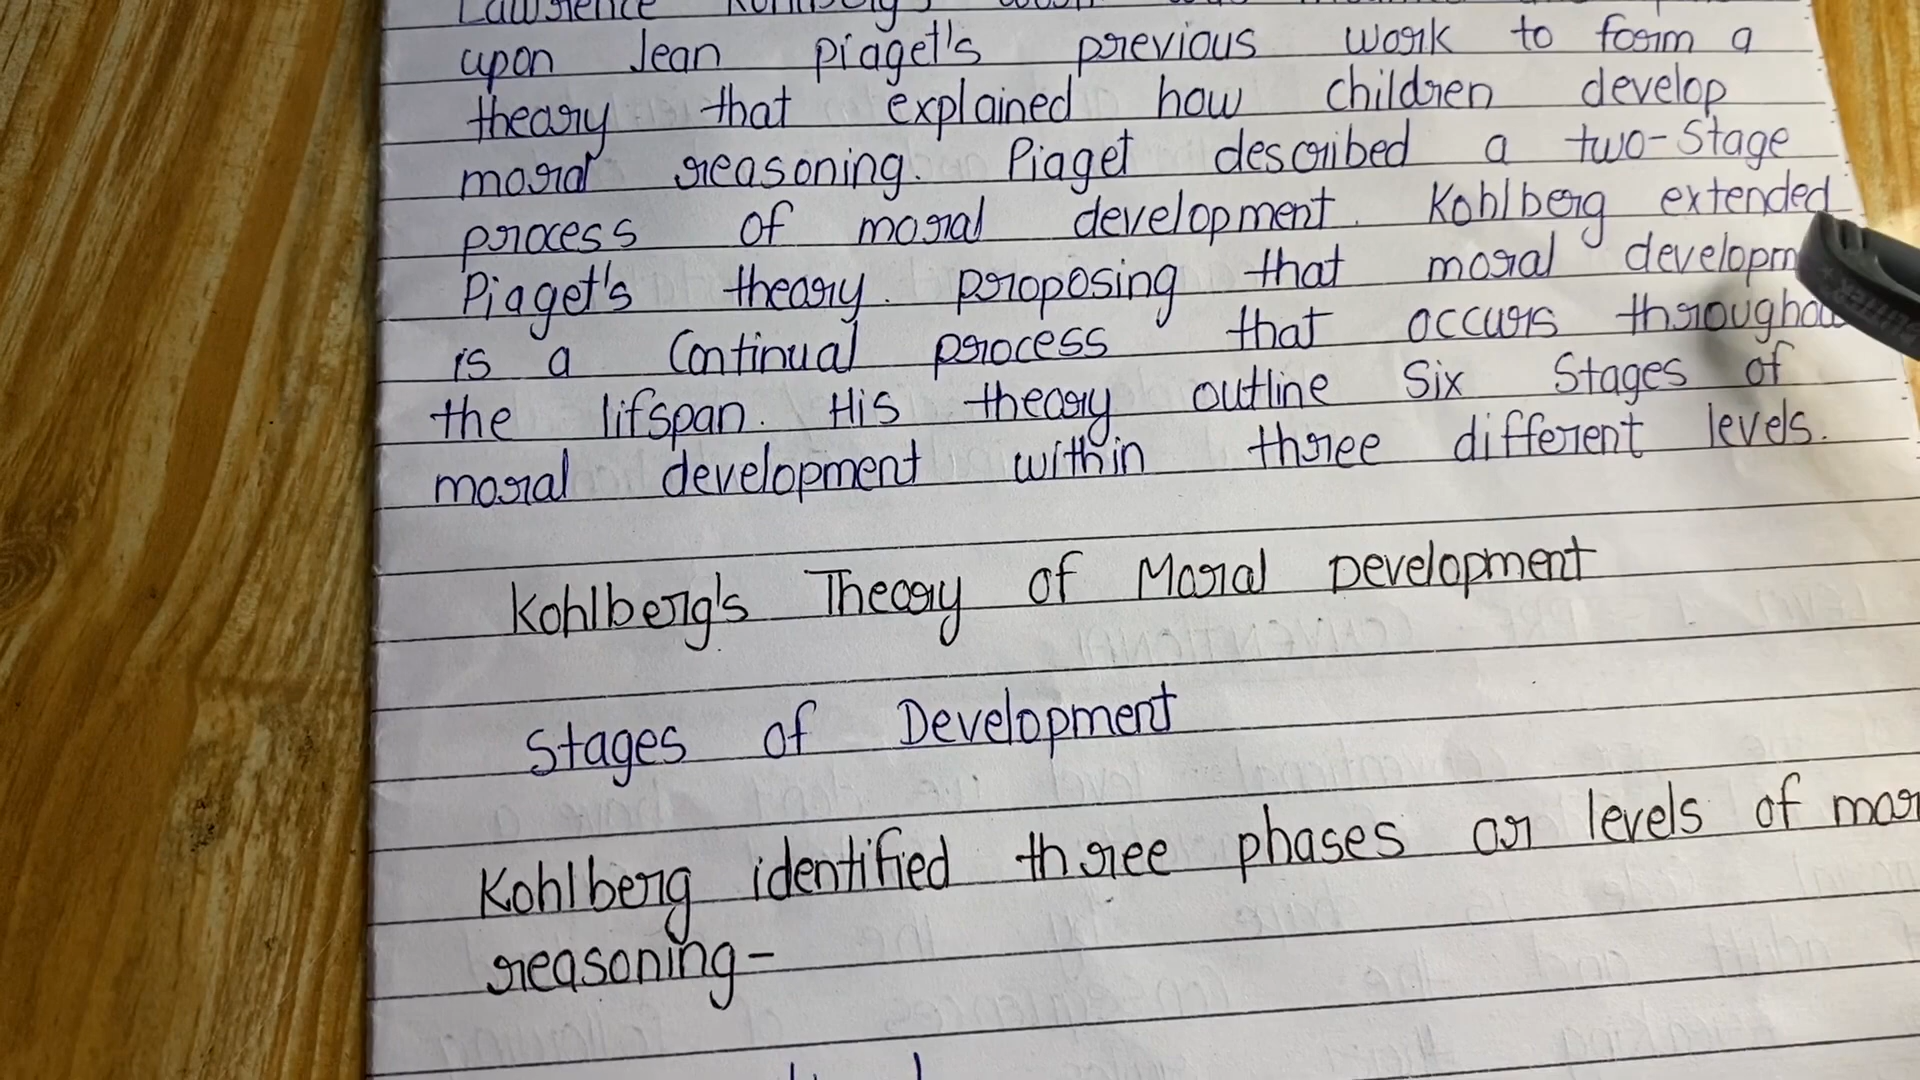 upon Jean piaget's previous work to form a
theory that explained how children develop
moral reasoning. Piaget described a two-Stage
process of moral development. Kohlberg extended
Piaget's theory. proposing that moral developm
is a Continual process that occurs throughou
the lifspan. His theory outline Six Stages of
moral development within three different levels.
Kohlberg's Theory of Moral Development
Stages of Development
Kohlberg identified three phases or levels of mor
reasoning-